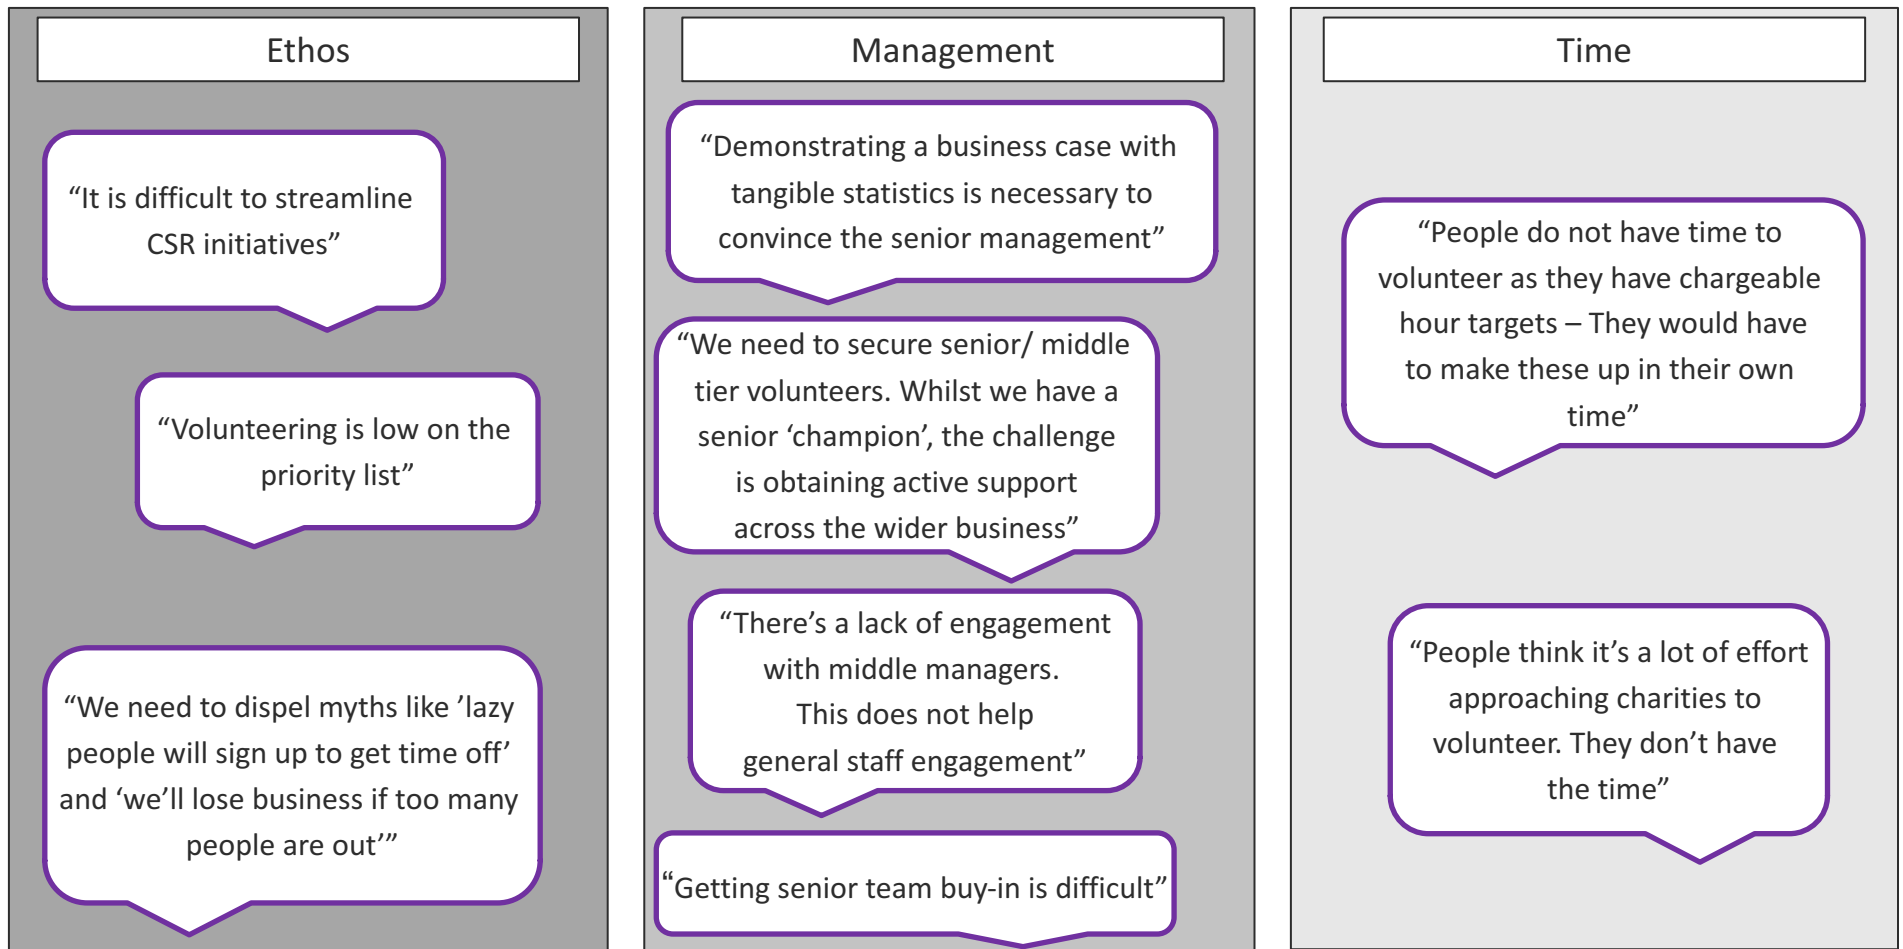 Ethos
“It is difficult to streamline
CSR initiatives”
“Volunteering is low on the
priority list”
“We need to dispel myths like ’lazy
people will sign up to get time off’
and ‘we’ll lose business if too many
people are out’”
Management
“Demonstrating a business case with
tangible statistics is necessary to
convince the senior management”
“We need to secure senior/ middle
tier volunteers. Whilst we have a
senior ‘champion’, the challenge
is obtaining active support
across the wider business”
“There’s a lack of engagement
with middle managers.
This does not help
general staff engagement”
“Getting senior team buy-in is difficult”
Time
“People do not have time to
volunteer as they have chargeable
hour targets – They would have
to make these up in their own
time”
“People think it’s a lot of effort
approaching charities to
volunteer. They don’t have
the time”